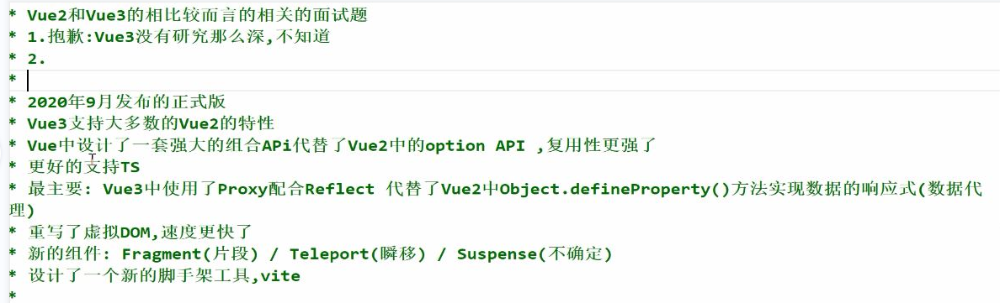 * Vue2和Vue3的相比较而言的相关的面试题
* 1.抱歉:Vue3没有研究那么深,不知道
* 2.
*
* 2020年9月发布的正式版
* Vue3支持大多数的Vue2的特性
* Vue中设计了一套强大的组合APi代替了Vue2中的option API ,复用性更强了
* 更好的支持TS
* 最主要: Vue3中使用了Proxy配合Reflect 代替了Vue2中Object.defineProperty()方法实现数据的响应式(数据代
理)
* 重写了虚拟DOM,速度更快了
* 新的组件: Fragment(片段) / Teleport(瞬移) / Suspense(不确定)
* 设计了一个新的脚手架工具,vite
*